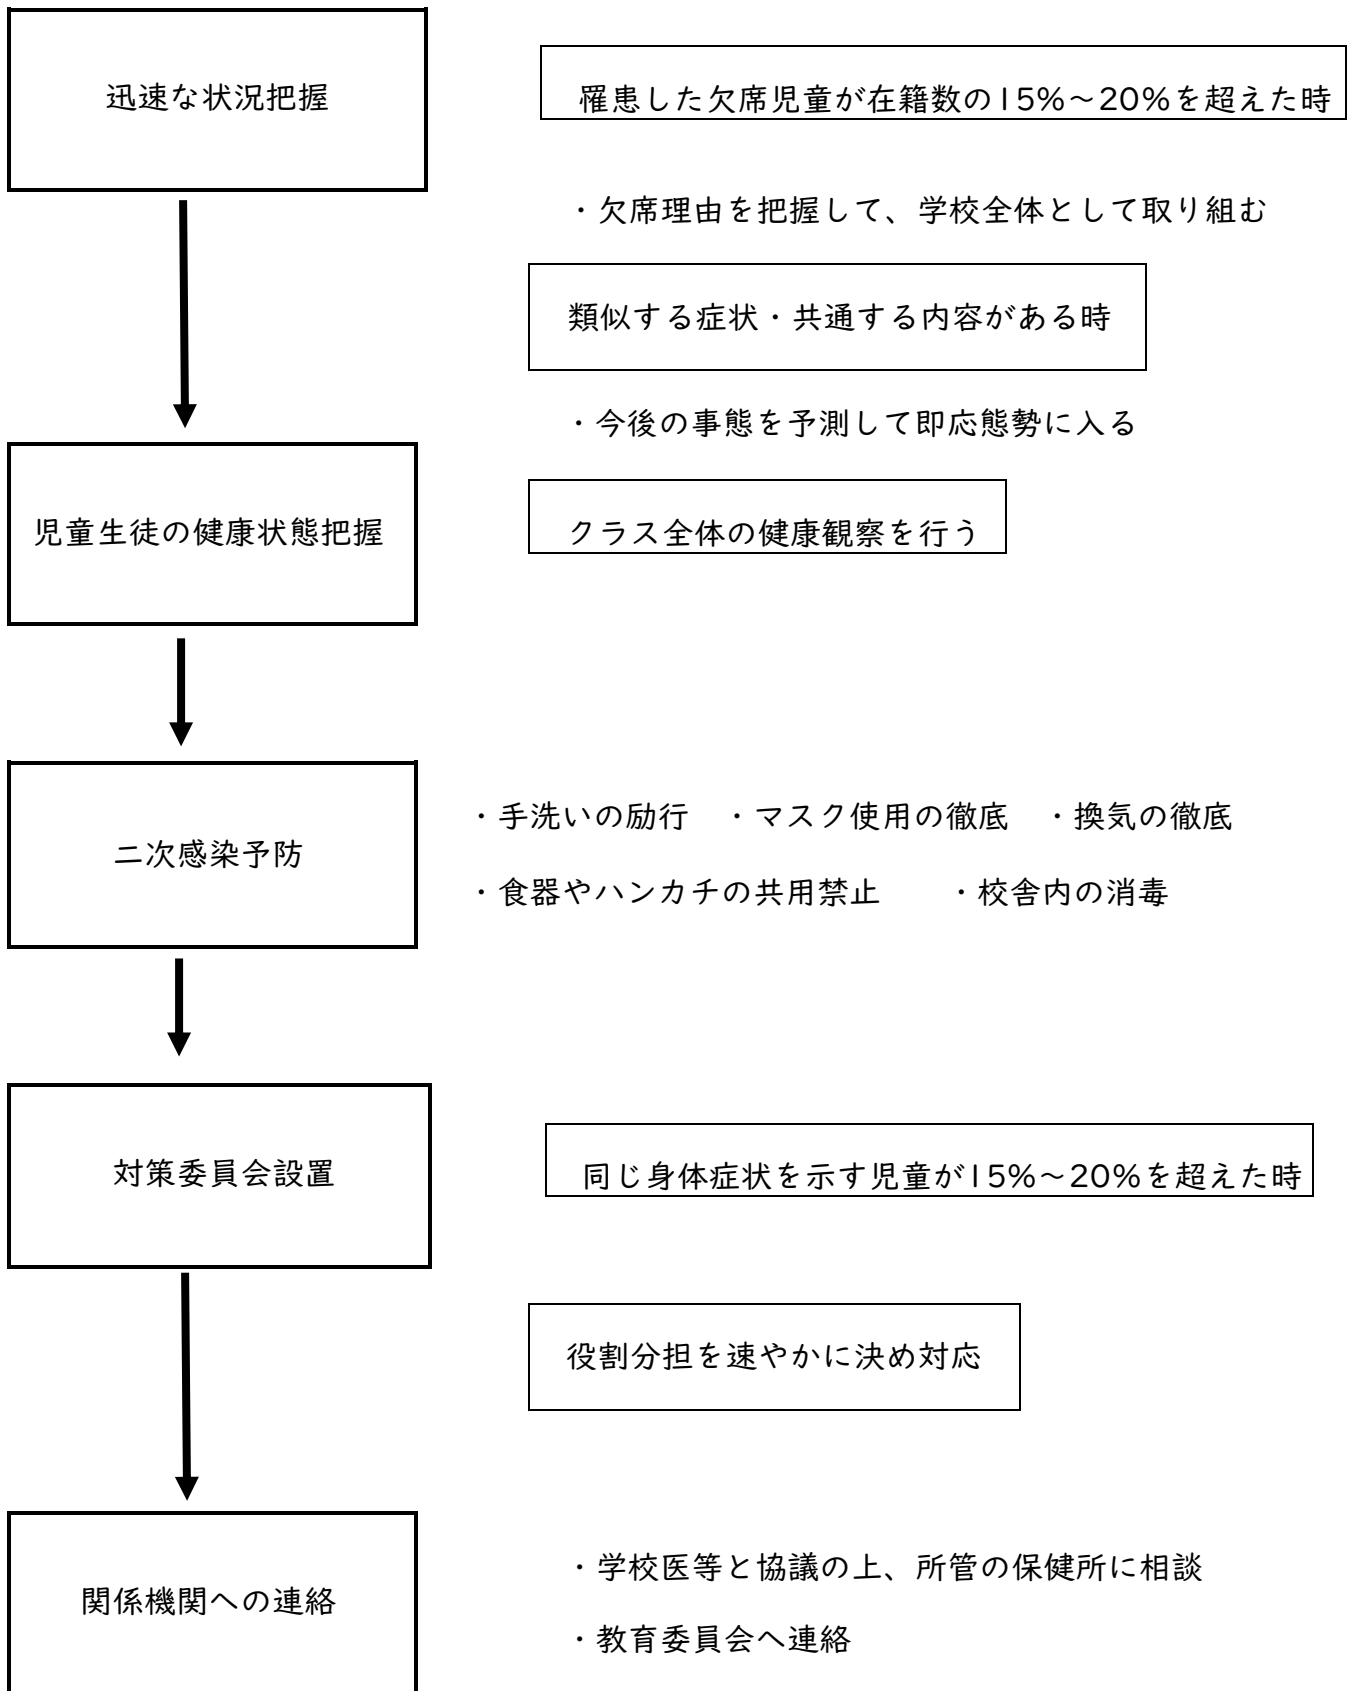 迅速な状況把握
罹患した欠席児童が在籍数の15%～20%を超えた時
・欠席理由を把握して、学校全体として取り組む
類似する症状・共通する内容がある時
・今後の事態を予測して即応態勢に入る
児童生徒の健康状態把握
クラス全体の健康観察を行う
二次感染予防
・手洗いの励行　・マスク使用の徹底　・換気の徹底
・食器やハンカチの共用禁止　　・校舎内の消毒
対策委員会設置
同じ身体症状を示す児童が15%～20%を超えた時
役割分担を速やかに決め対応
関係機関への連絡
・学校医等と協議の上、所管の保健所に相談
・教育委員会へ連絡